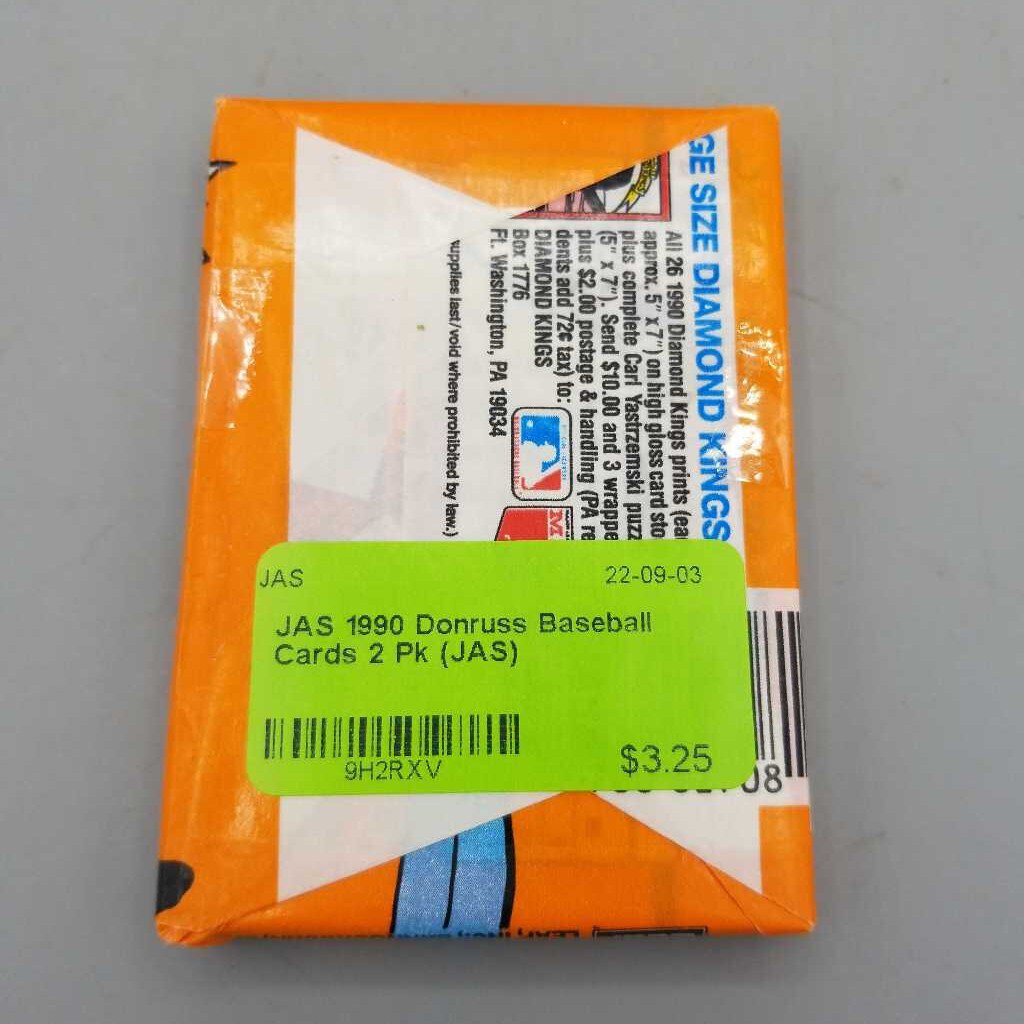 GE SIZE DIAMOND KINGS
All 26 1990 Diamond Kings prints (ea
approx. 5" x 7") on high gloss card sto
plus complete Carl Yastrzemski puzz
(5" x 7"). Send $10.00 and 3 wrappe
plus $2.00 postage & handling (PA re
dents add 72¢ tax) to:
DIAMOND KINGS
Box 1776
Ft. Washington, PA 19034
supplies last/void where prohibited by law.)
JAS 22-09-03
JAS 1990 Donruss Baseball
Cards 2 Pk (JAS)
9H2RXV
$3.25
08